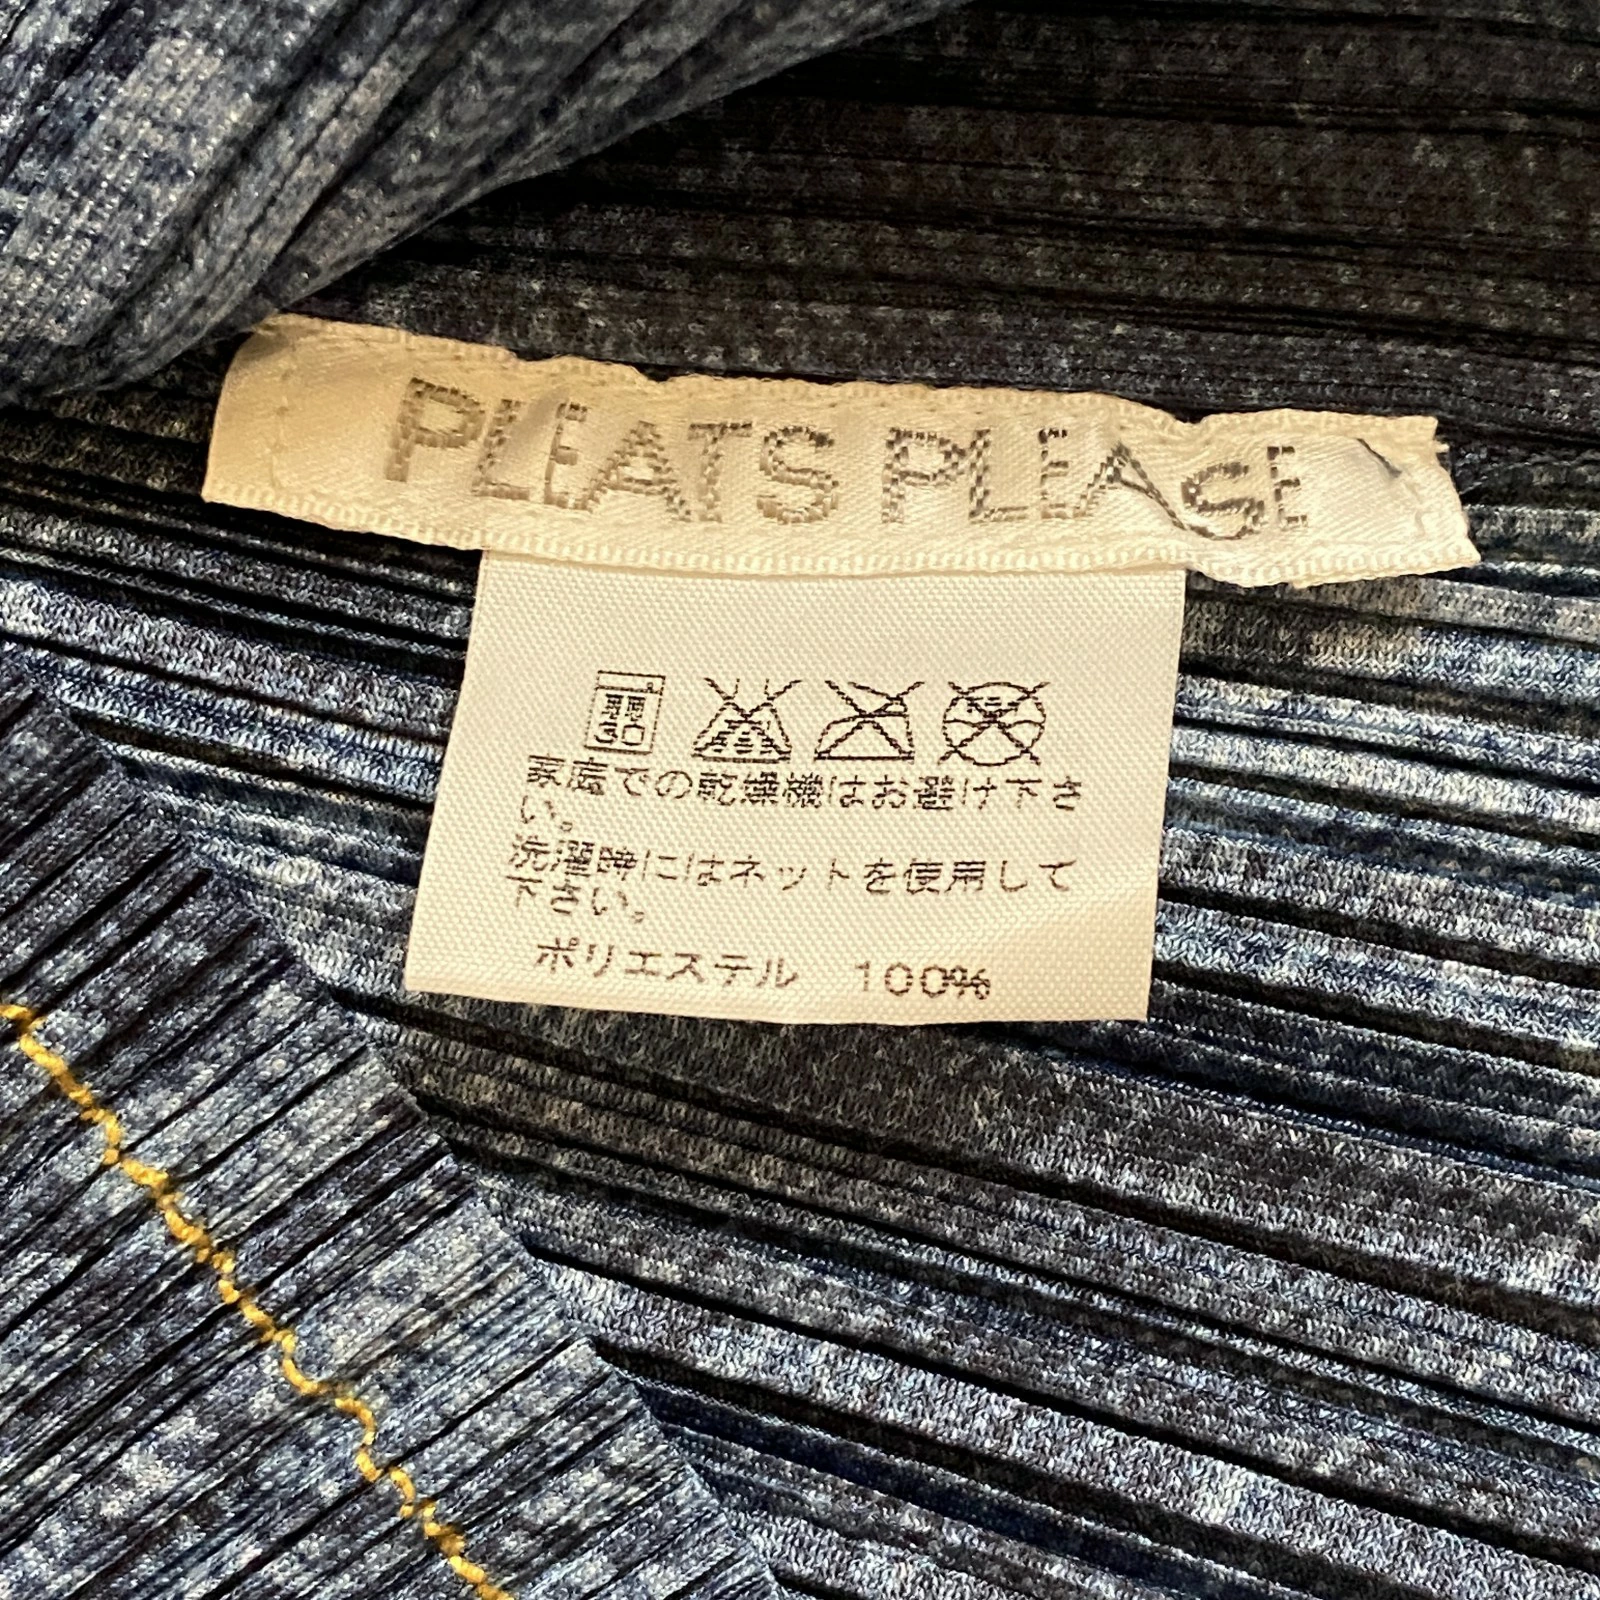 PLEATS PLEASE
家庭での乾燥機はお避け下さ
い。
洗濯時にはネットを使用して
下さい。
ポリエステル 100%